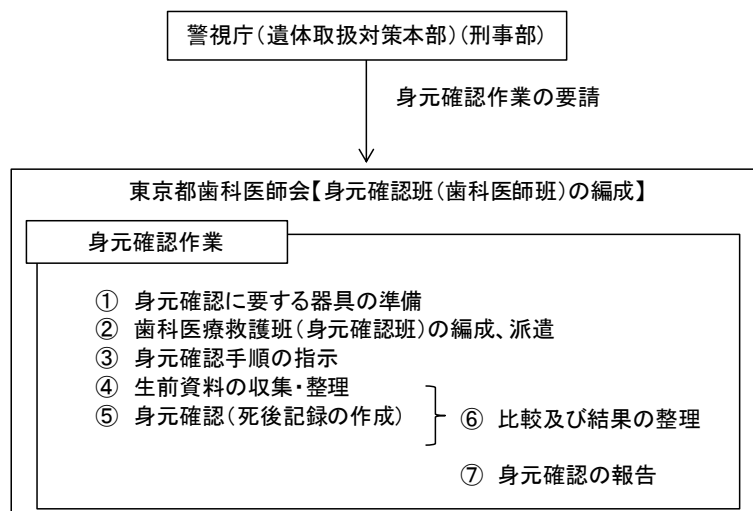 警視庁（遺体取扱対策本部）（刑事部）
身元確認作業の要請
東京都歯科医師会【身元確認班（歯科医師班）の編成】
身元確認作業
① 身元確認に要する器具の準備
② 歯科医療救護班（身元確認班）の編成、派遣
③ 身元確認手順の指示
④ 生前資料の収集・整理
⑤ 身元確認（死後記録の作成）
⑥ 比較及び結果の整理
⑦ 身元確認の報告